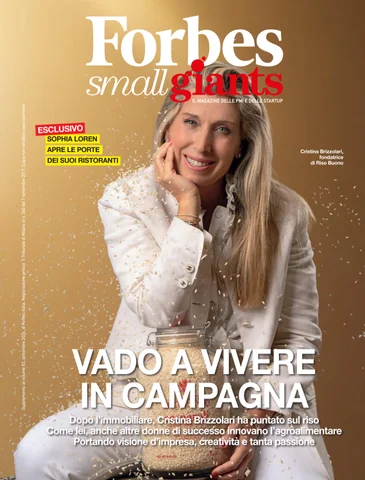 Forbes
small giants
IL MAGAZINE DELLE PMI E DELLE STARTUP
ESCLUSIVO
SOPHIA LOREN
APRE LE PORTE
DEI SUOI RISTORANTI
Cristina Brizzolari,
fondatrice
di Riso Buono
VADO A VIVERE
IN CAMPAGNA
Dopo l'immobiliare, Cristina Brizzolari ha puntato sul riso
Come lei, anche altre donne di successo innovano l'agroalimentare
Portando visione d'impresa, creatività e tanta passione